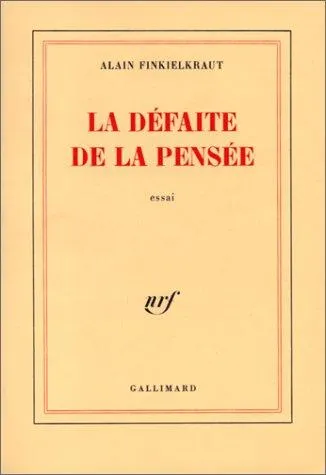 ALAIN FINKIELKRAUT
LA DÉFAITE
DE LA PENSÉE
essai
nrf
GALLIMARD